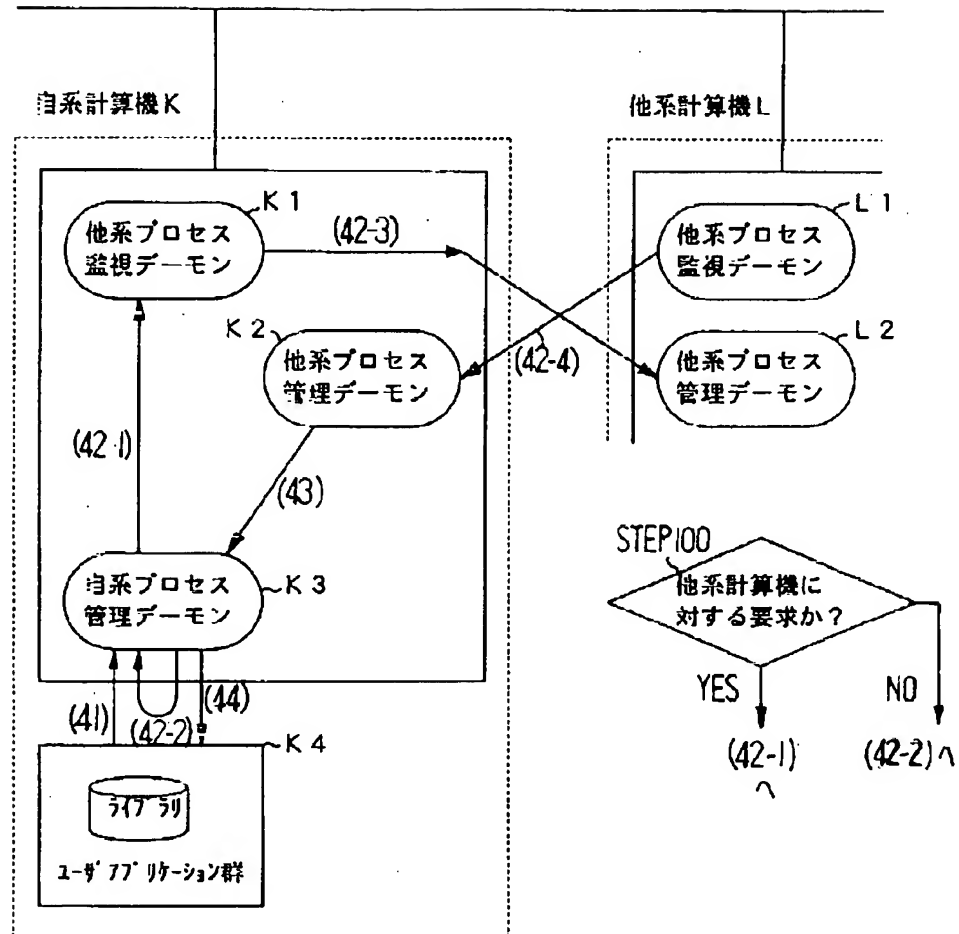 自系計算機K
他系計算機L
K1
他系プロセス
監視デーモン
(42-3)
L1
他系プロセス
監視デーモン
K2
他系プロセス
管理デーモン
(42-4)
L2
他系プロセス
管理デーモン
(42-1)
(43)
自系プロセス
管理デーモン
K3
(41)
(42-2)
(44)
K4
ライブラリ
ユーザアプリケーション群
STEP100
他系計算機に
対する要求か?
YES
NO
(42-1)
へ
(42-2)へ